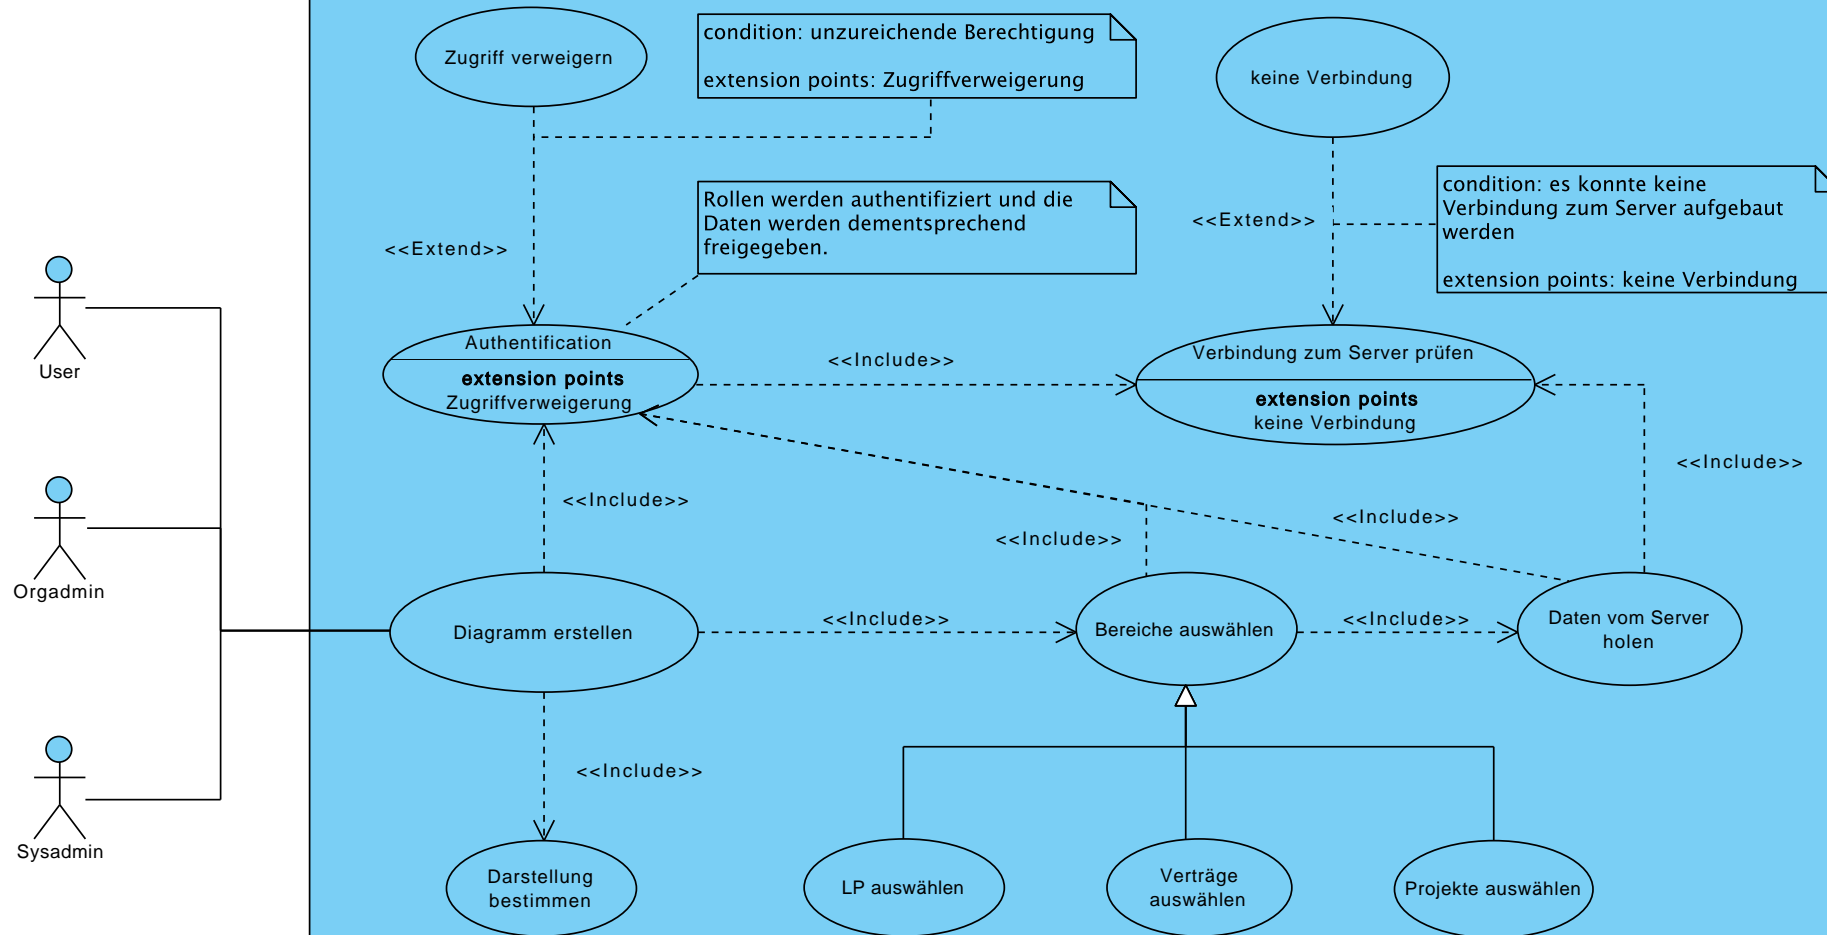 Zugriff verweigern
condition: unzureichende Berechtigung
extension points: Zugriffverweigerung
keine Verbindung
<<Extend>>
Rollen werden authentifiziert und die
Daten werden dementsprechend
freigegeben.
<<Extend>>
condition: es konnte keine
Verbindung zum Server aufgebaut
werden
extension points: keine Verbindung
User
Authentification
extension points
Zugriffverweigerung
<<Include>>
Verbindung zum Server prüfen
extension points
keine Verbindung
<<Include>>
<<Include>>
<<Include>>
<<Include>>
Orgadmin
Diagramm erstellen
<<Include>>
Bereiche auswählen
<<Include>>
Daten vom Server
holen
<<Include>>
Sysadmin
Darstellung
bestimmen
LP auswählen
Verträge
auswählen
Projekte auswählen